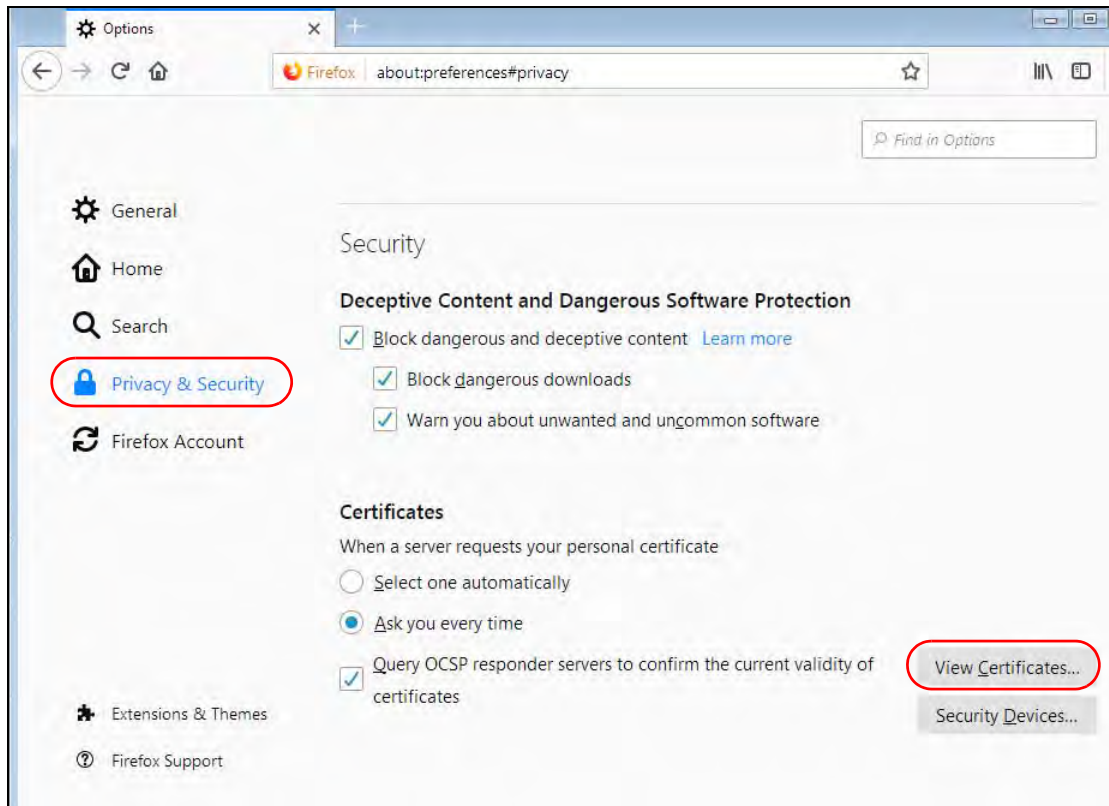 Options
Firefox about:preferences#privacy
Find in Options
General
Home
Search
Privacy & Security
Firefox Account
Extensions & Themes
Firefox Support
Security
Deceptive Content and Dangerous Software Protection
Block dangerous and deceptive content Learn more
Block dangerous downloads
Warn you about unwanted and uncommon software
Certificates
When a server requests your personal certificate
Select one automatically
Ask you every time
Query OCSP responder servers to confirm the current validity of
certificates
View Certificates...
Security Devices...